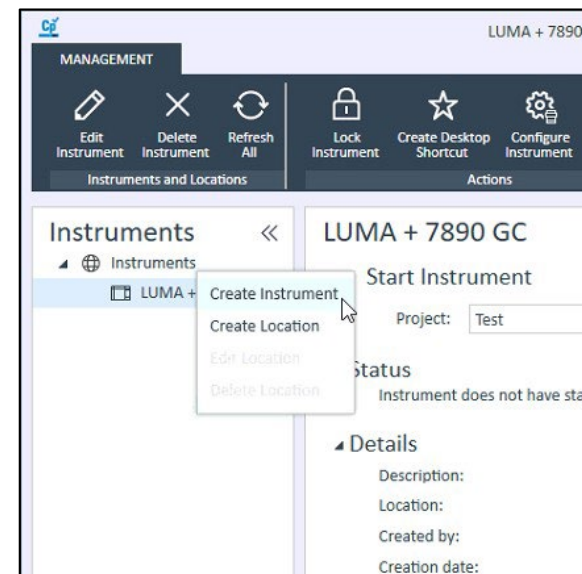 Cp
LUMA + 7890
MANAGEMENT
Edit Instrument
Delete Instrument
Refresh All
Lock Instrument
Create Desktop Shortcut
Configure Instrument
Instruments and Locations
Actions
Instruments
Instruments
LUMA +
Create Instrument
Create Location
Edit Location
Delete Location
LUMA + 7890 GC
Start Instrument
Project: Test
Status
Instrument does not have sta
Details
Description:
Location:
Created by:
Creation date: